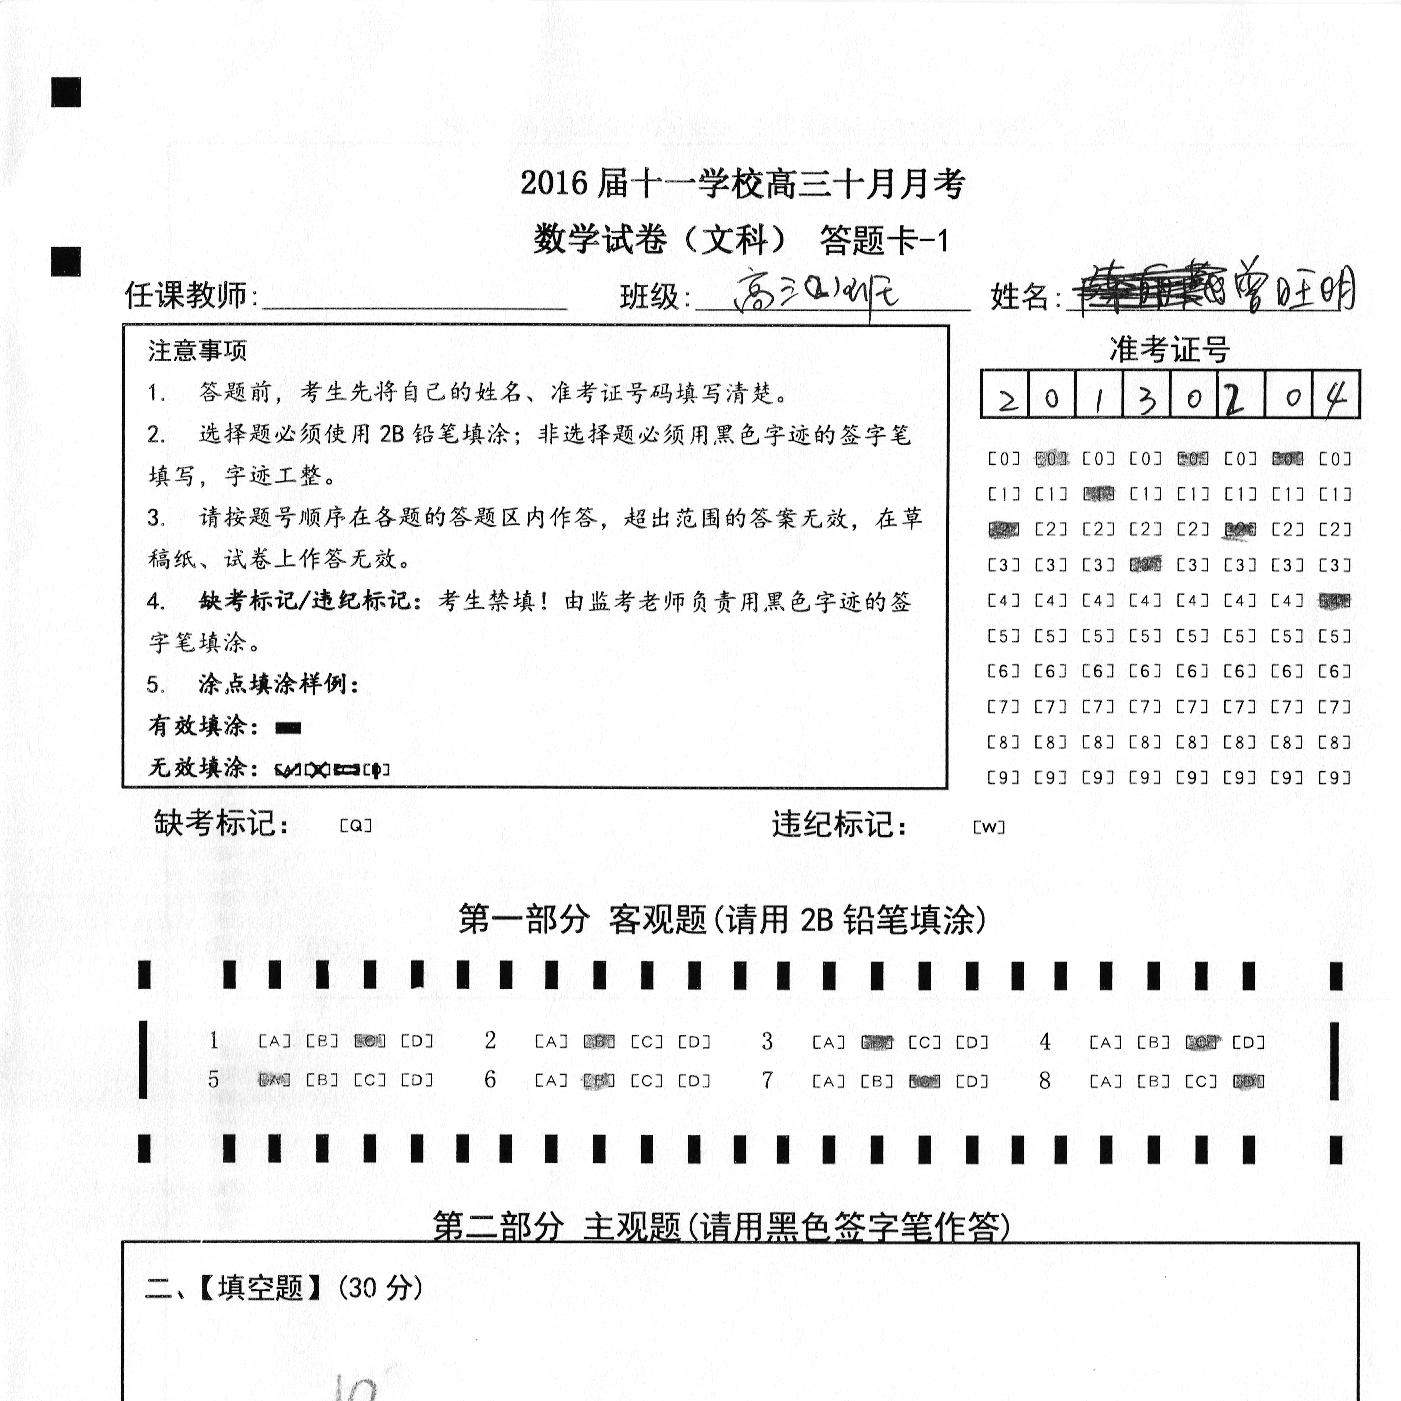 2016届十一学校高三十月月考
数学试卷（文科） 答题卡-1
任课教师: 班级: 高三(2)班 姓名: 曾旺明
注意事项
1. 答题前，考生先将自己的姓名、准考证号码填写清楚。
2. 选择题必须使用2B铅笔填涂；非选择题必须用黑色字迹的签字笔
填写，字迹工整。
3. 请按题号顺序在各题的答题区内作答，超出范围的答案无效，在草
稿纸、试卷上作答无效。
4. 缺考标记/违纪标记：考生禁填！由监考老师负责用黑色字迹的签
字笔填涂。
5. 涂点填涂样例：
有效填涂：
无效填涂：
准考证号
2 0 1 3 0 2 0 4
[0] [0] [0] [0] [0] [0] [0] [0]
[1] [1] [1] [1] [1] [1] [1]
[2] [2] [2] [2] [2] [2] [2]
[3] [3] [3] [3] [3] [3] [3] [3]
[4] [4] [4] [4] [4] [4] [4] [4]
[5] [5] [5] [5] [5] [5] [5] [5]
[6] [6] [6] [6] [6] [6] [6] [6]
[7] [7] [7] [7] [7] [7] [7] [7]
[8] [8] [8] [8] [8] [8] [8] [8]
[9] [9] [9] [9] [9] [9] [9] [9]
缺考标记： [Q] 违纪标记： [W]
第一部分 客观题(请用2B铅笔填涂)
1 [A] [B] [C] [D] 2 [A] [B] [C] [D] 3 [A] [B] [C] [D] 4 [A] [B] [C] [D]
5 [A] [B] [C] [D] 6 [A] [B] [C] [D] 7 [A] [B] [C] [D] 8 [A] [B] [C] [D]
第二部分 主观题(请用黑色签字笔作答)
二、【填空题】(30分)